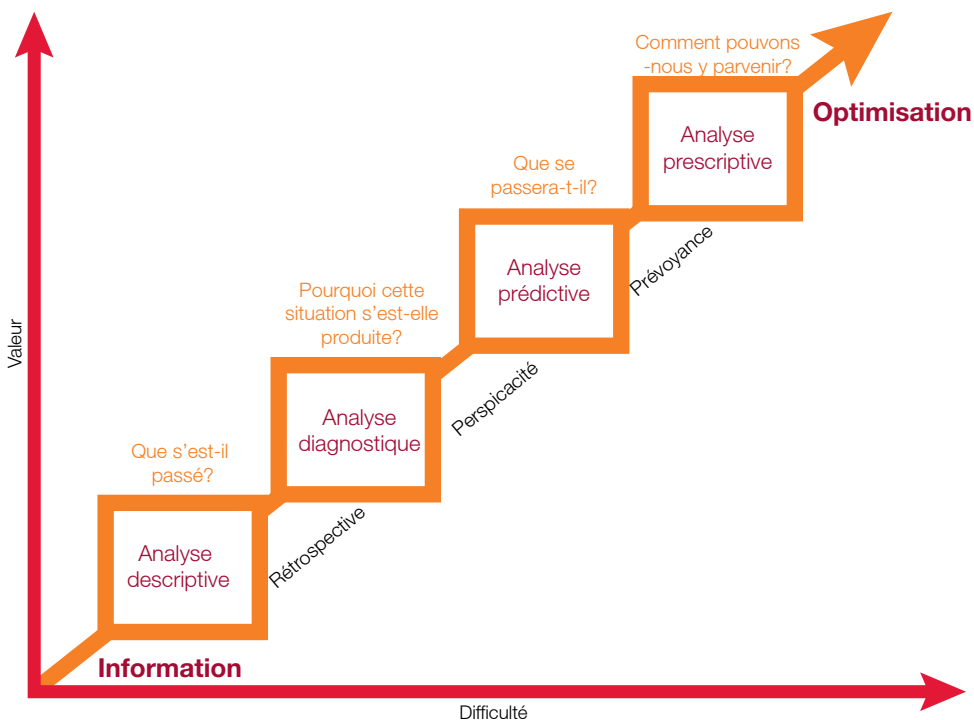 Comment pouvons
-nous y parvenir?
Optimisation
Analyse
prescriptive
Que se
passera-t-il?
Prévoyance
Analyse
prédictive
Pourquoi cette
situation s’est-elle
produite?
Valeur
Perspicacité
Analyse
diagnostique
Que s’est-il
passé?
Rétrospective
Analyse
descriptive
Information
Difficulté